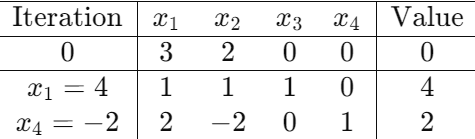 Iteration x₁ x₂ x₃ x₄ Value
0 3 2 0 0 0
x₁ = 4 1 1 1 0 4
x₄ = −2 2 −2 0 1 2